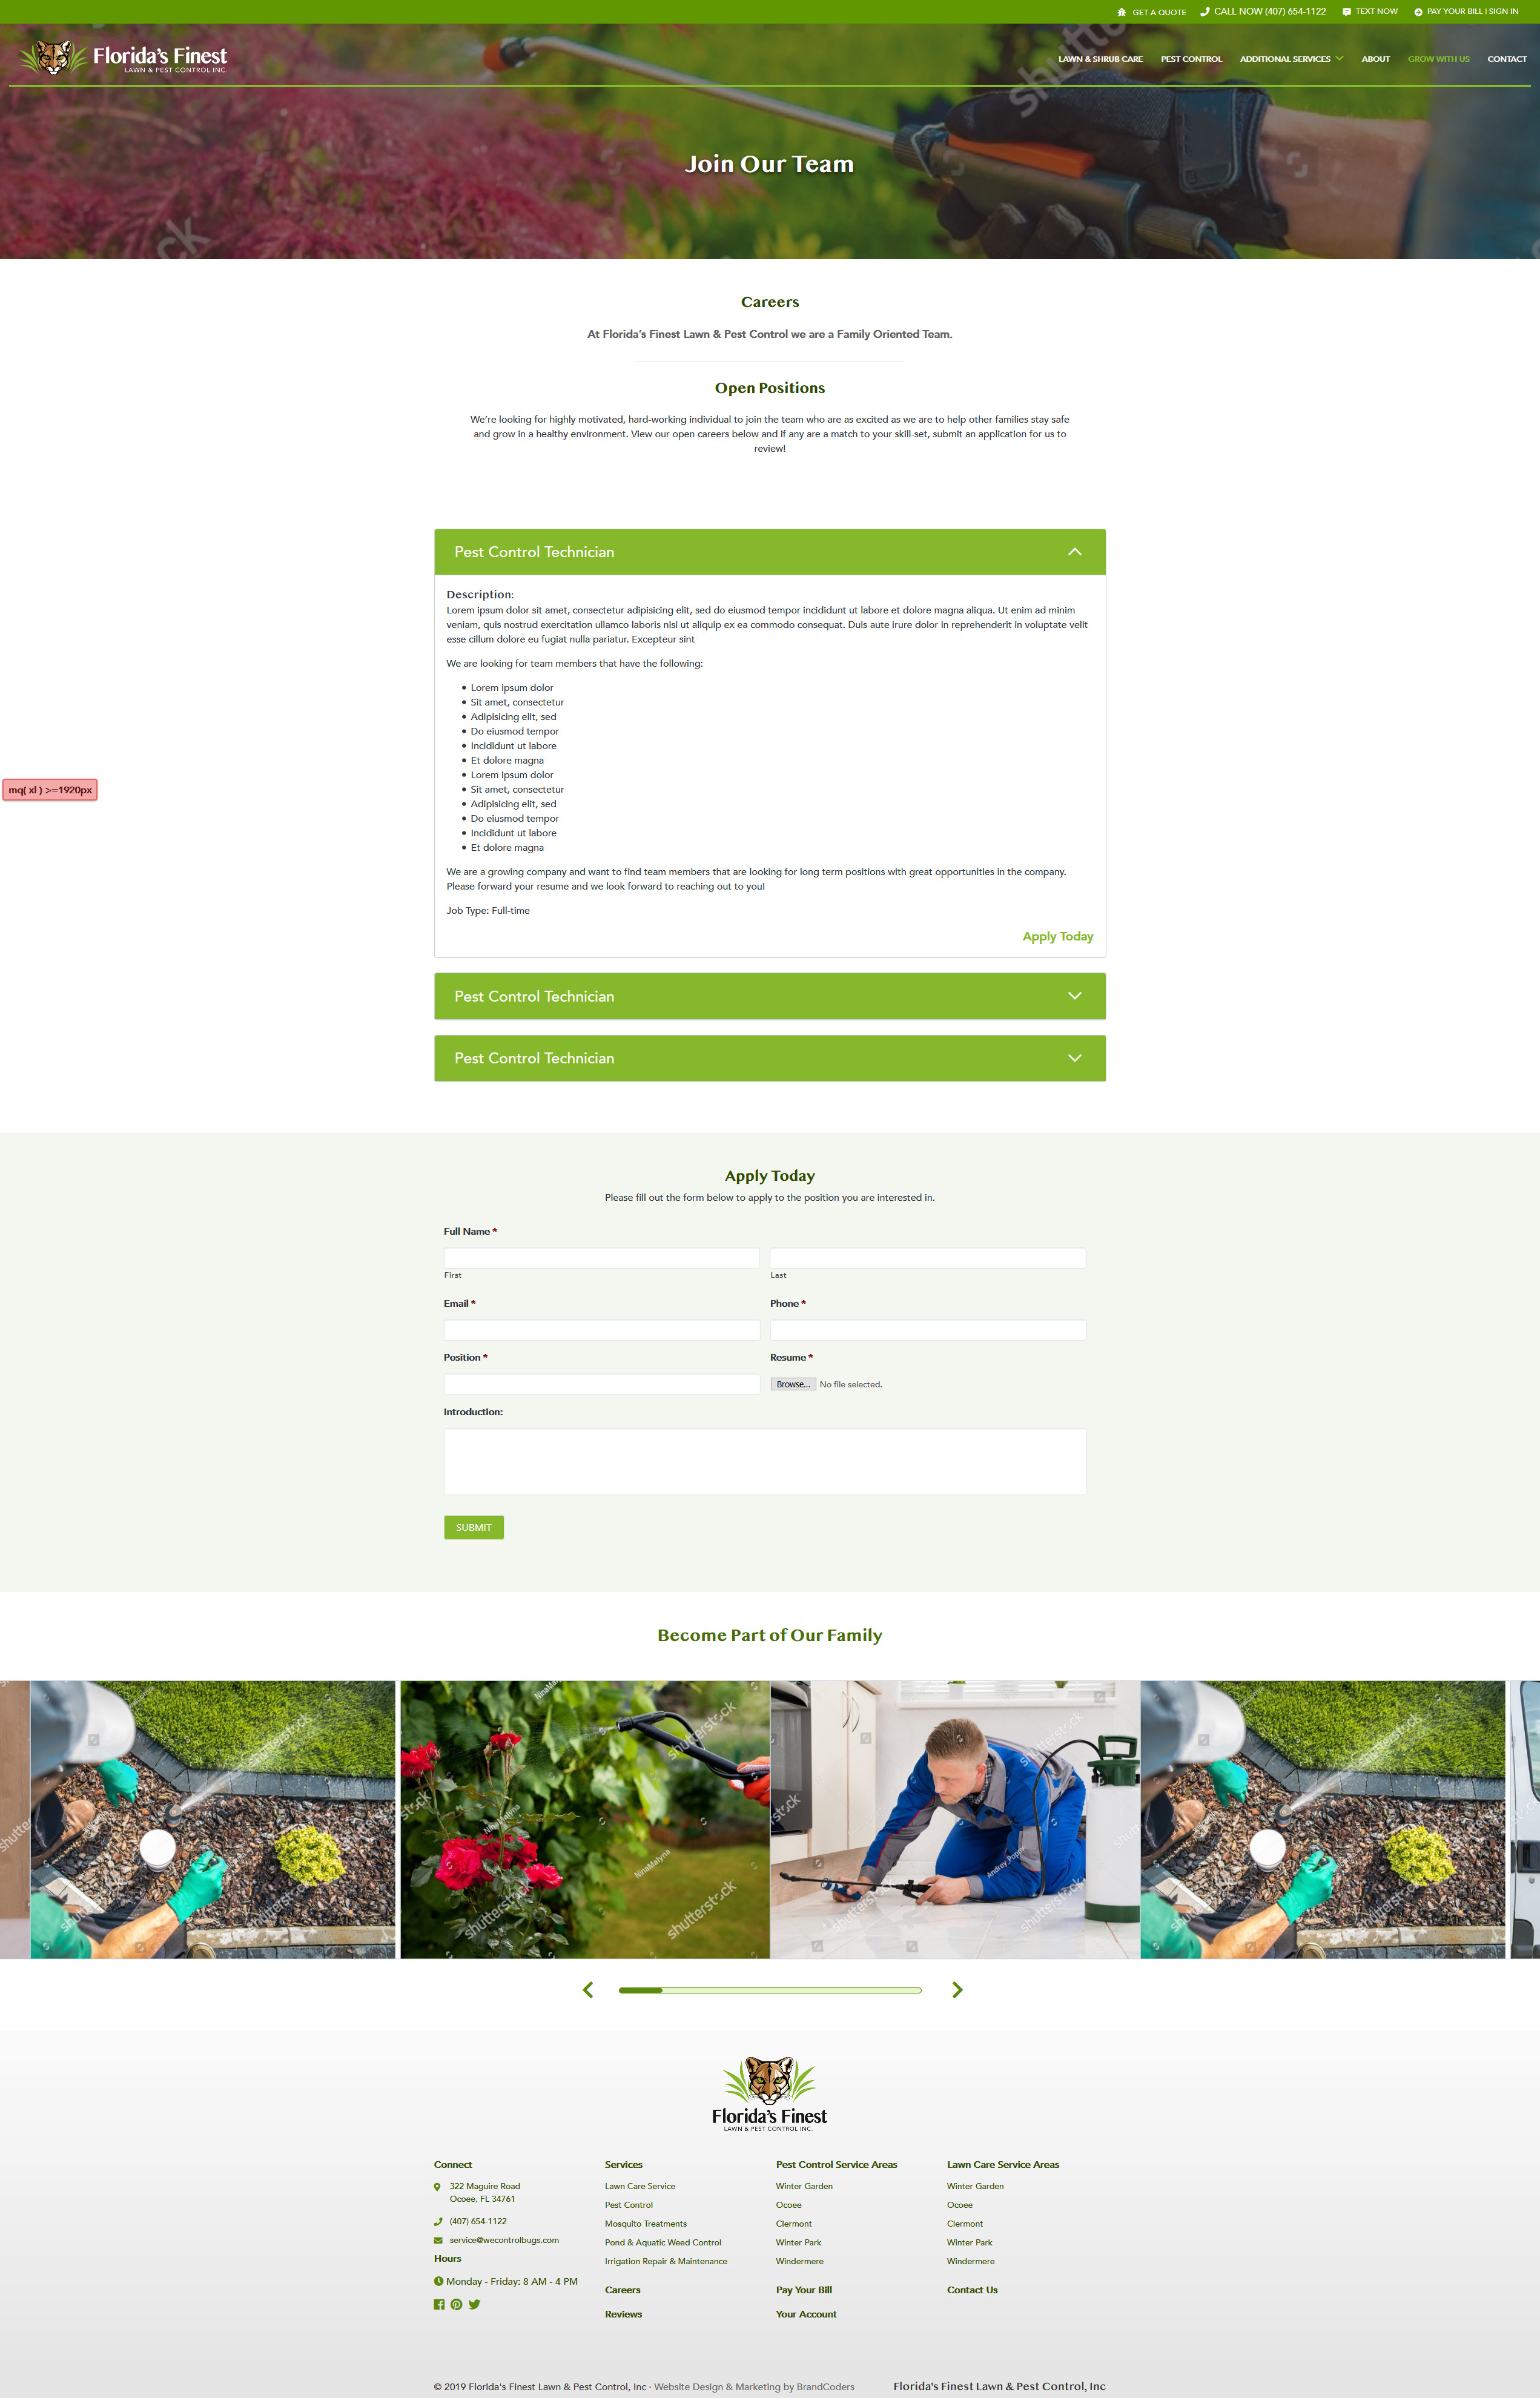 GET A QUOTE CALL NOW (407) 654-1122 TEXT NOW PAY YOUR BILL | SIGN IN
Florida's Finest
LAWN & PEST CONTROL INC.
LAWN & SHRUB CARE PEST CONTROL ADDITIONAL SERVICES ABOUT GROW WITH US CONTACT
shutte
ck
Join Our Team
Careers
At Florida's Finest Lawn & Pest Control we are a Family Oriented Team.
Open Positions
We're looking for highly motivated, hard-working individual to join the team who are as excited as we are to help other families stay safe
and grow in a healthy environment. View our open careers below and if any are a match to your skill-set, submit an application for us to
review!
Pest Control Technician
Description:
Lorem ipsum dolor sit amet, consectetur adipisicing elit, sed do eiusmod tempor incididunt ut labore et dolore magna aliqua. Ut enim ad minim
veniam, quis nostrud exercitation ullamco laboris nisi ut aliquip ex ea commodo consequat. Duis aute irure dolor in reprehenderit in voluptate velit
esse cillum dolore eu fugiat nulla pariatur. Excepteur sint
We are looking for team members that have the following:
• Lorem ipsum dolor
• Sit amet, consectetur
• Adipisicing elit, sed
• Do eiusmod tempor
• Incididunt ut labore
• Et dolore magna
• Lorem ipsum dolor
• Sit amet, consectetur
• Adipisicing elit, sed
• Do eiusmod tempor
• Incididunt ut labore
• Et dolore magna
mq( xl ) >=1920px
We are a growing company and want to find team members that are looking for long term positions with great opportunities in the company.
Please forward your resume and we look forward to reaching out to you!
Job Type: Full-time
Apply Today
Pest Control Technician
Pest Control Technician
Apply Today
Please fill out the form below to apply to the position you are interested in.
Full Name *
First Last
Email * Phone *
Position * Resume *
Browse... No file selected.
Introduction:
SUBMIT
Become Part of Our Family
shutterstock
NinaMalyna
shutterstock
NinaMalyna
NinaMalyna
shutterstock
shutterstock
shutterstock
Andrey_Popov
shutterstock
shutterstock
Florida's Finest
LAWN & PEST CONTROL INC.
Connect
322 Maguire Road
Ocoee, FL 34761
(407) 654-1122
service@wecontrolbugs.com
Hours
Monday - Friday: 8 AM - 4 PM
Services
Lawn Care Service
Pest Control
Mosquito Treatments
Pond & Aquatic Weed Control
Irrigation Repair & Maintenance
Careers
Reviews
Pest Control Service Areas
Winter Garden
Ocoee
Clermont
Winter Park
Windermere
Pay Your Bill
Your Account
Lawn Care Service Areas
Winter Garden
Ocoee
Clermont
Winter Park
Windermere
Contact Us
© 2019 Florida's Finest Lawn & Pest Control, Inc · Website Design & Marketing by BrandCoders
Florida's Finest Lawn & Pest Control, Inc